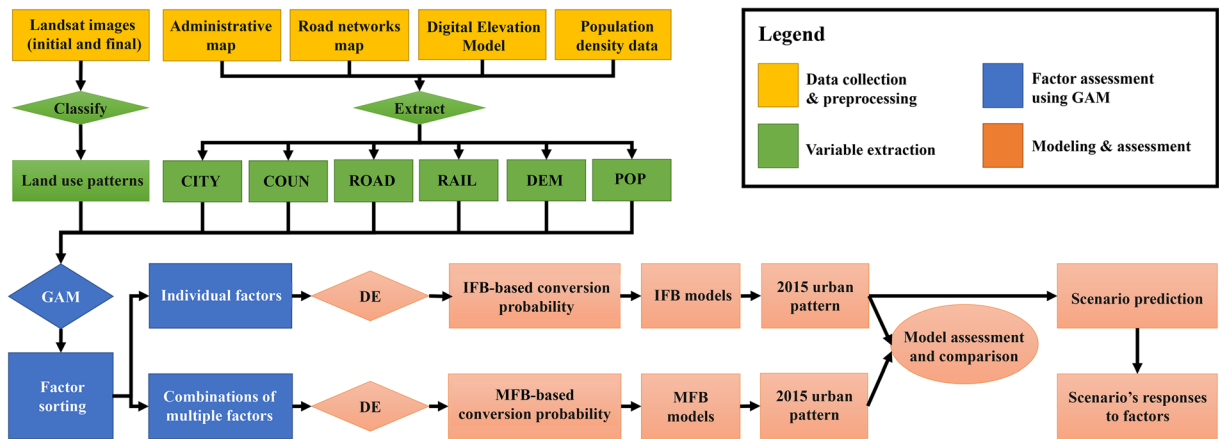 Landsat images
(initial and final)
Administrative
map
Road networks
map
Digital Elevation
Model
Population
density data
Classify
Extract
Land use patterns
CITY
COUN
ROAD
RAIL
DEM
POP
Legend
Data collection
& preprocessing
Factor assessment
using GAM
Variable extraction
Modeling & assessment
GAM
Individual factors
DE
IFB-based conversion
probability
IFB models
2015 urban
pattern
Scenario prediction
Model assessment
and comparison
Factor
sorting
Combinations of
multiple factors
DE
MFB-based
conversion probability
MFB
models
2015 urban
pattern
Scenario's responses
to factors